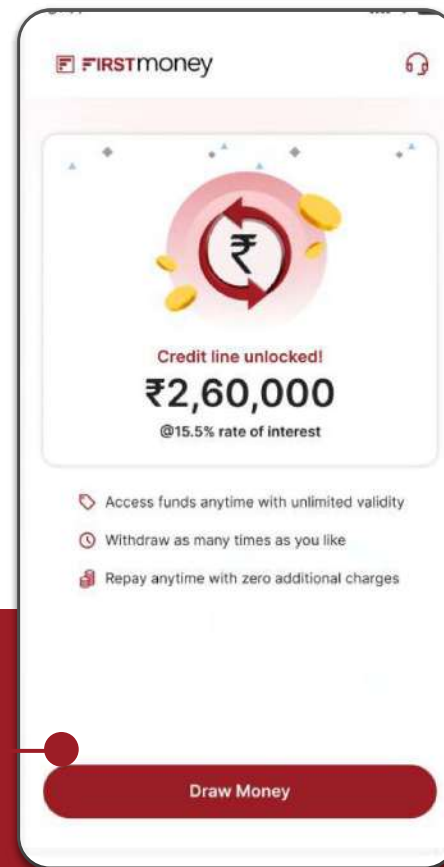 FIRSTmoney
₹
Credit line unlocked!
₹2,60,000
@15.5% rate of interest
Access funds anytime with unlimited validity
Withdraw as many times as you like
Repay anytime with zero additional charges
Draw Money